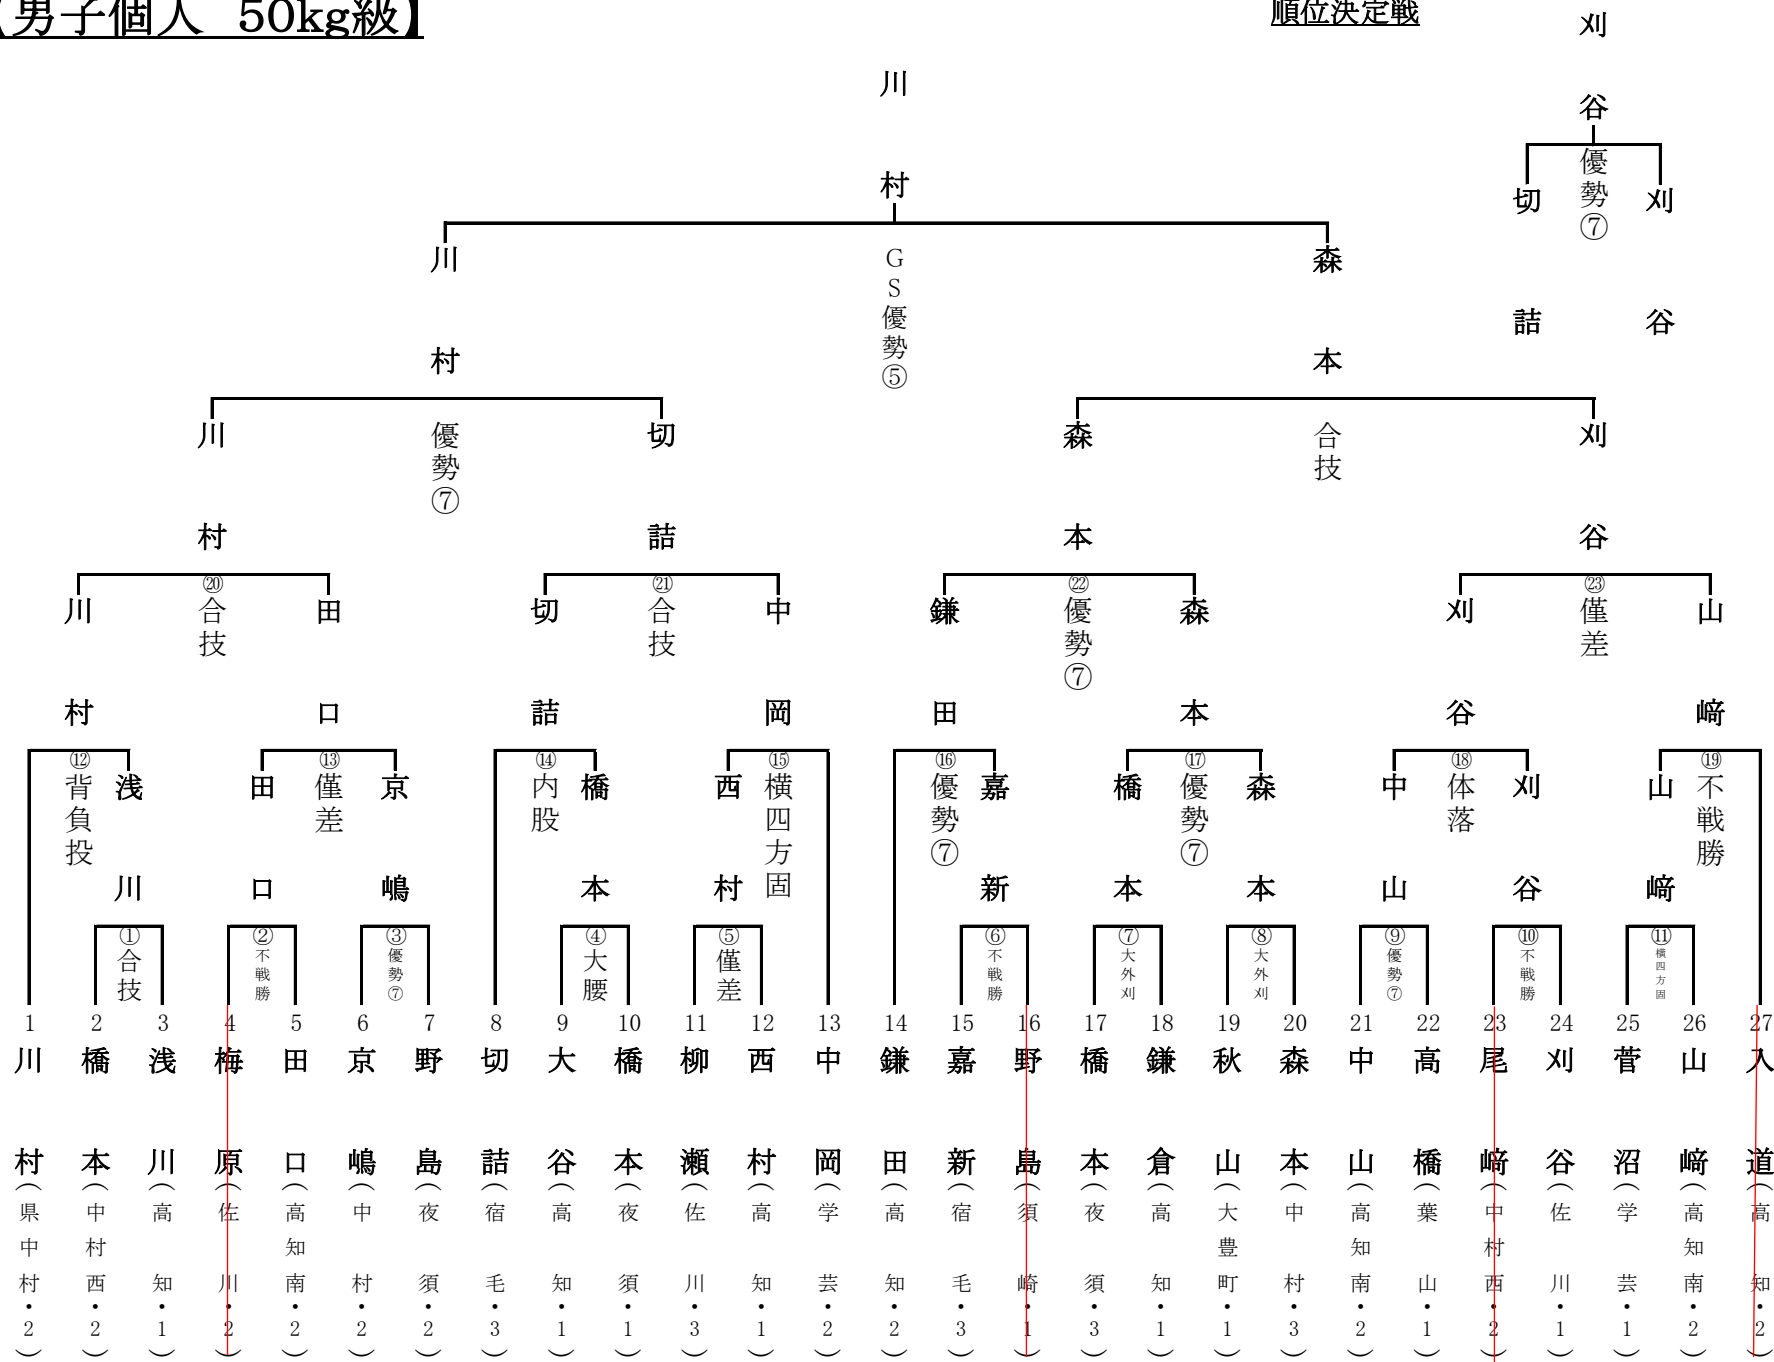 【男子個人　50kg級】
順位決定戦
刈谷
優勢⑦
切詰
刈谷
川村
GS優勢⑤
川村
森本
優勢⑦
合技
川村
切詰
森本
刈谷
⑳合技
㉑合技
㉒優勢⑦
㉓僅差
川村
田口
切詰
中岡
鎌田
森本
刈谷
山﨑
⑫背負投
⑬僅差
⑭内股
⑮横四方固
⑯優勢⑦
⑰優勢⑦
⑱体落
⑲不戦勝
浅川
田口
京嶋
橋本
西村
嘉新
橋本
森本
中山
刈谷
山﨑
①合技
②不戦勝
③優勢⑦
④大腰
⑤僅差
⑥不戦勝
⑦大外刈
⑧大外刈
⑨優勢⑦
⑩不戦勝
⑪横四方固
1 川村(県中村・2)
2 橋本(中村西・2)
3 浅川(高知・1)
4 梅原(佐川・2)
5 田口(高知南・2)
6 京嶋(中村・2)
7 野島(夜須・2)
8 切詰(宿毛・3)
9 大谷(高知・1)
10 橋本(夜須・1)
11 柳瀬(佐川・3)
12 西村(高知・1)
13 中岡(学芸・2)
14 鎌田(高知・2)
15 嘉新(宿毛・3)
16 野島(須崎・1)
17 橋本(夜須・3)
18 鎌倉(高知・1)
19 秋山(大豊町・1)
20 森本(中村・3)
21 中山(高知南・2)
22 高橋(葉山・1)
23 尾﨑(中村西・2)
24 刈谷(佐川・1)
25 菅沼(学芸・1)
26 山﨑(高知南・2)
27 入道(高知・2)